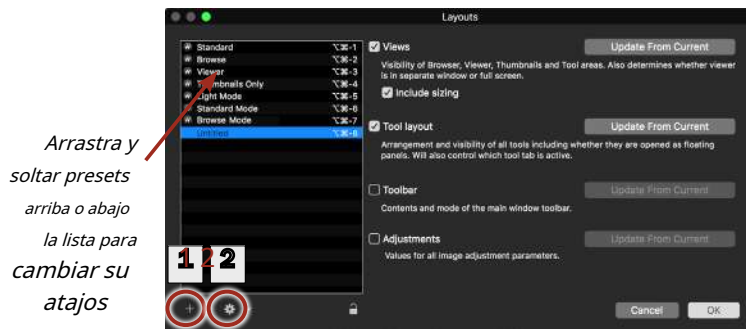 Layouts
Standard ⌥⌘-1
Browse ⌥⌘-2
Viewer ⌥⌘-3
Thumbnails Only ⌥⌘-4
Light Mode ⌥⌘-5
Standard Mode ⌥⌘-6
Browse Mode ⌥⌘-7
Untitled ⌥⌘-8
Views
Update From Current
Visibility of Browser, Viewer, Thumbnails and Tool areas. Also determines whether viewer
is in separate window or full screen.
Include sizing
Tool layout
Update From Current
Arrangement and visibility of all tools including whether they are opened as floating
panels. Will also control which tool tab is active.
Toolbar
Update From Current
Contents and mode of the main window toolbar.
Adjustments
Update From Current
Values for all image adjustment parameters.
Cancel
OK
Arrastra y
soltar presets
arriba o abajo
la lista para
cambiar su
atajos
1 2 2